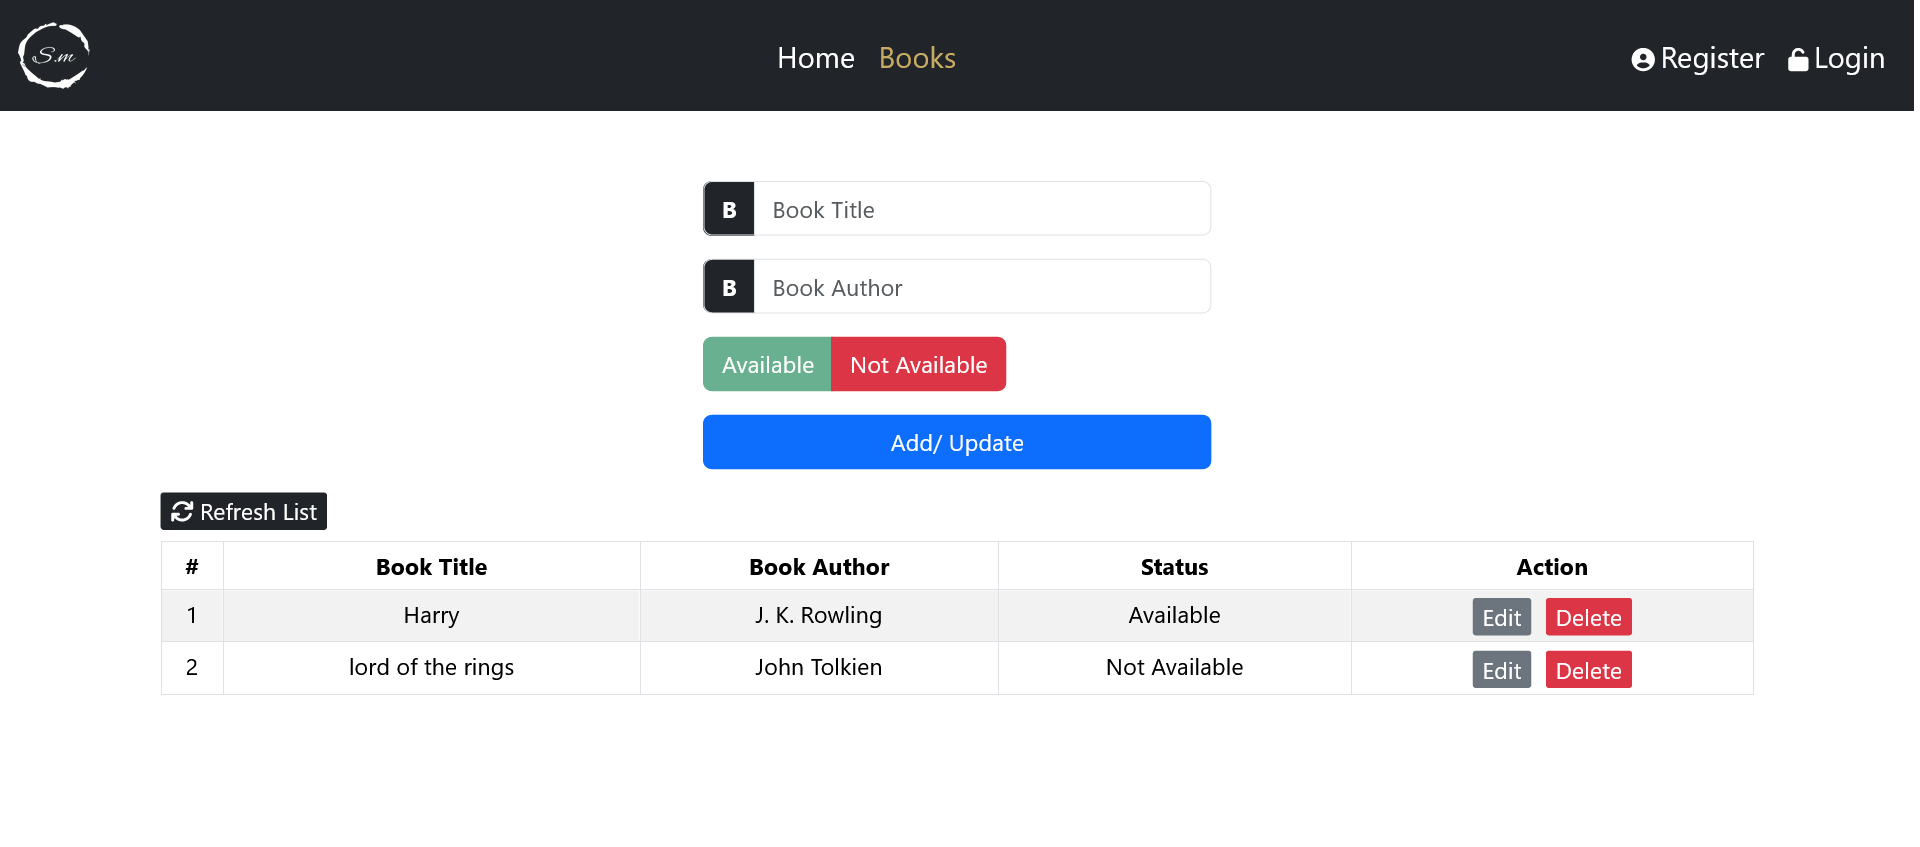 S.m
Home Books Register Login
B Book Title
B Book Author
Available Not Available
Add/ Update
Refresh List
# Book Title Book Author Status Action
1 Harry J. K. Rowling Available Edit Delete
2 lord of the rings John Tolkien Not Available Edit Delete